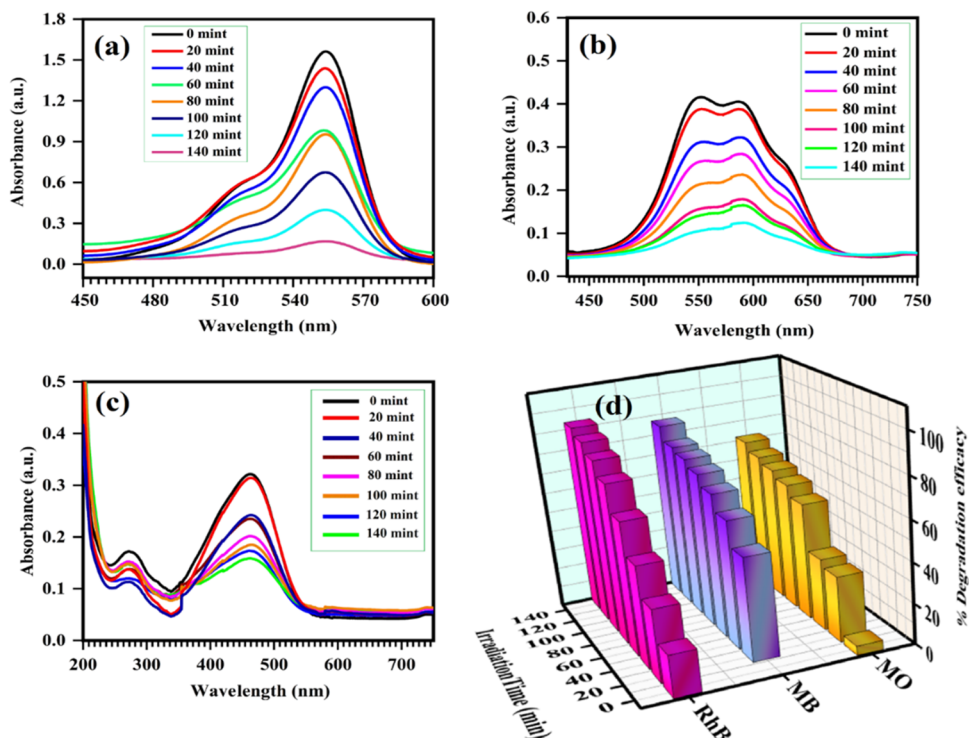 (a)
1.8
1.5
1.2
0.9
0.6
0.3
0.0
Absorbance (a.u.)
0 mint
20 mint
40 mint
60 mint
80 mint
100 mint
120 mint
140 mint
450 480 510 540 570 600
Wavelength (nm)
(b)
0.6
0.5
0.4
0.3
0.2
0.1
0.0
Absorbance (a.u.)
0 mint
20 mint
40 mint
60 mint
80 mint
100 mint
120 mint
140 mint
450 500 550 600 650 700 750
Wavelength (nm)
(c)
0.5
0.4
0.3
0.2
0.1
0.0
Absorbance (a.u.)
0 mint
20 mint
40 mint
60 mint
80 mint
100 mint
120 mint
140 mint
200 300 400 500 600 700
Wavelength (nm)
(d)
100
80
60
40
20
0
% Degradation efficacy
140
120
100
80
60
40
20
0
Irradiation Time (min)
RhB
MB
MO